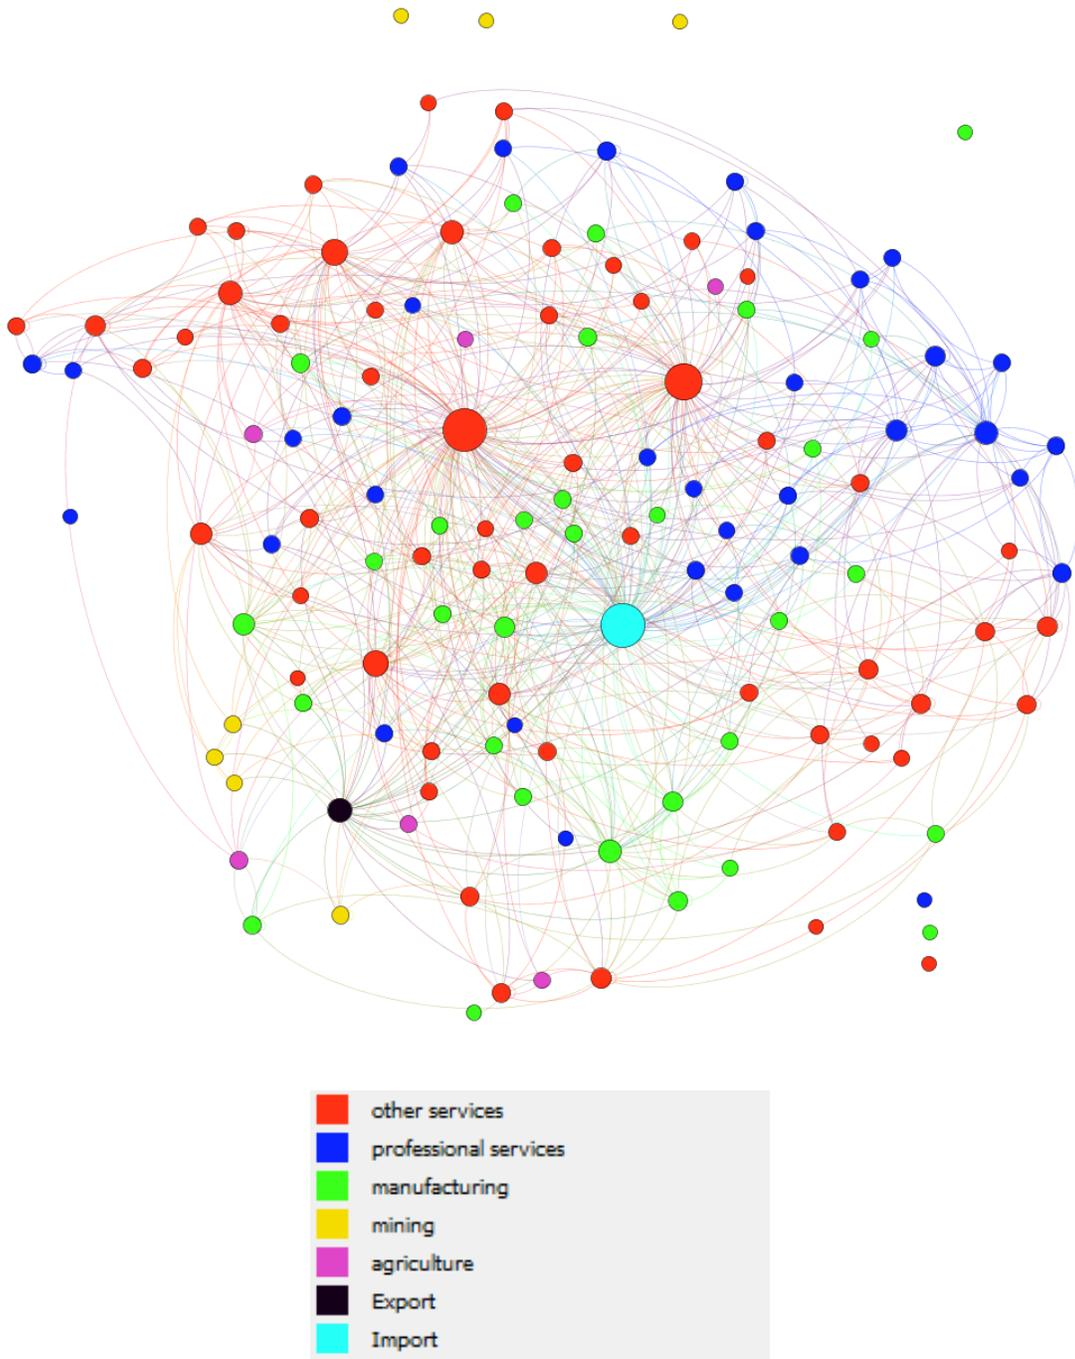 other services
professional services
manufacturing
mining
agriculture
Export
Import